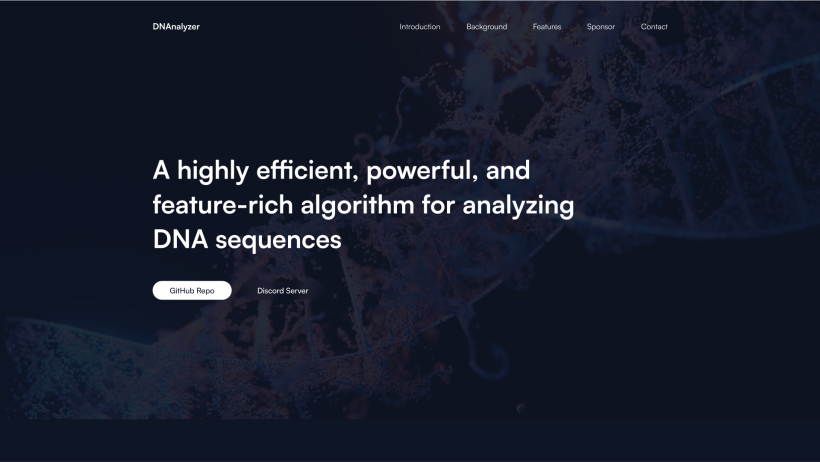 DNAnalyzer
Introduction
Background
Features
Sponsor
Contact
A highly efficient, powerful, and
feature-rich algorithm for analyzing
DNA sequences
GitHub Repo
Discord Server